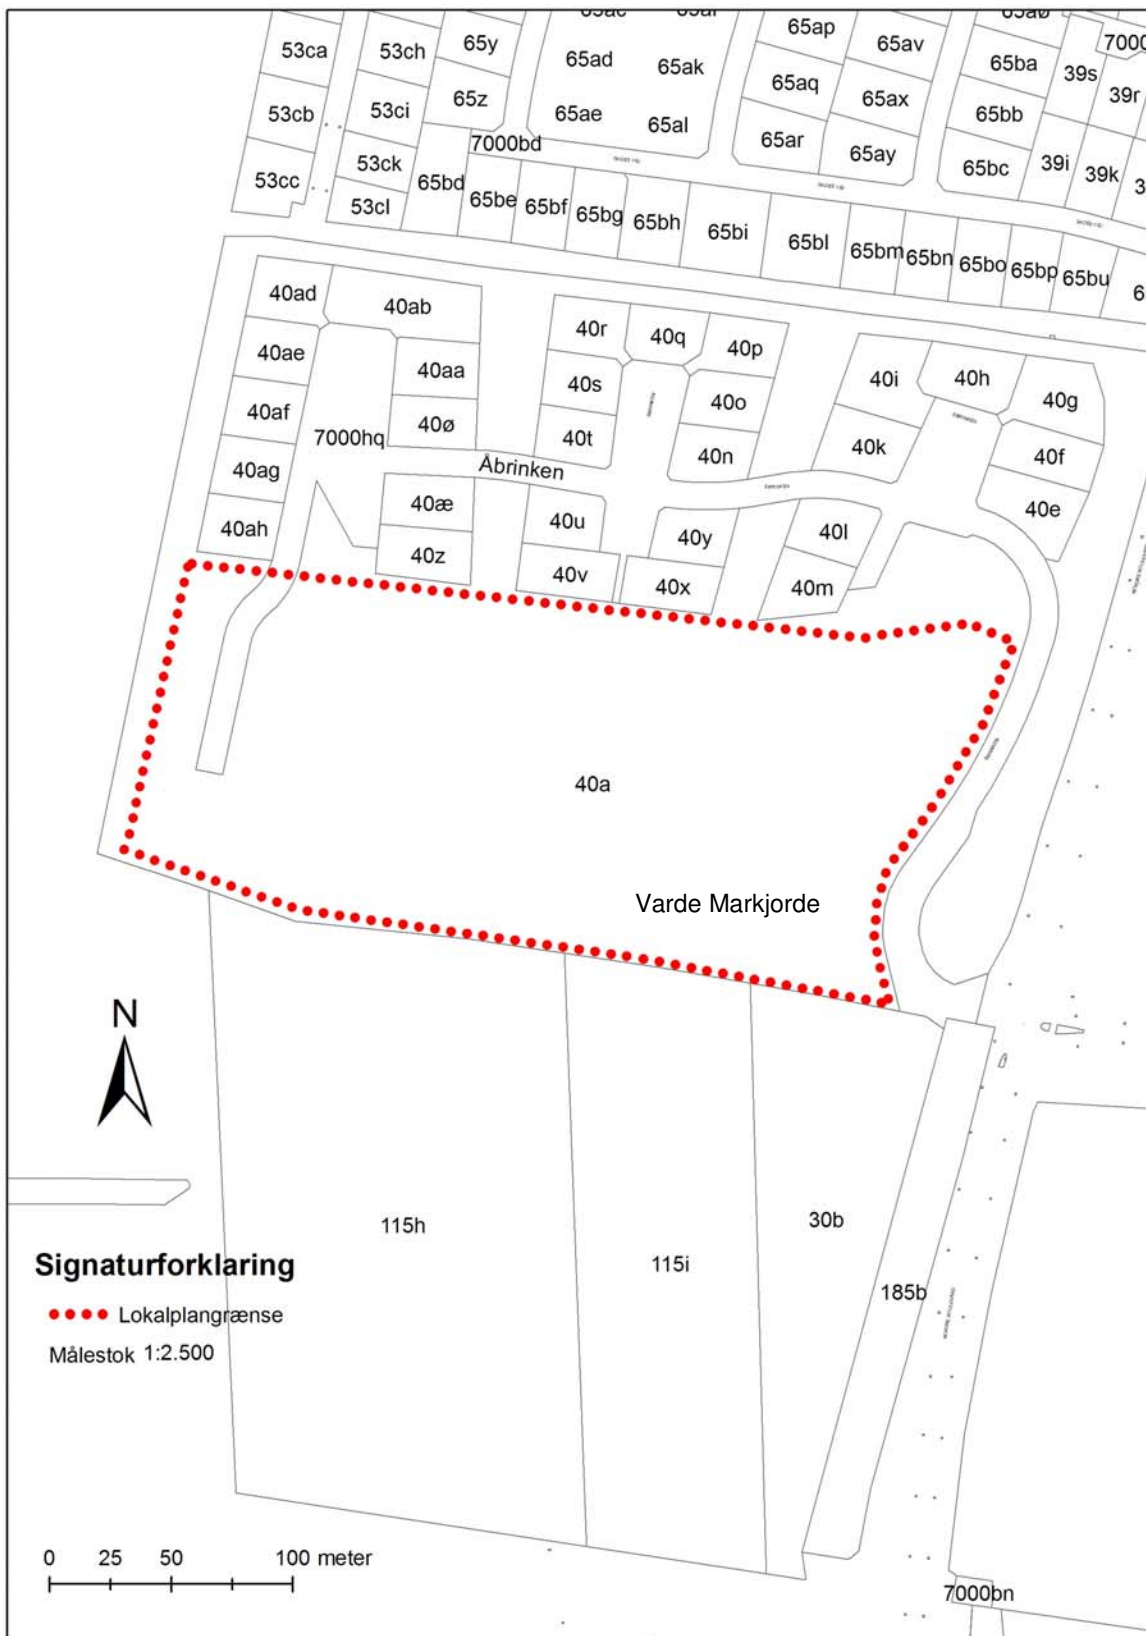 65y
53ca
53ch
65ad
65ak
65ap
65av
65ba
39s
39r
65z
65aq
65ax
53cb
53ci
65ae
65al
65bb
7000bd
65ar
65ay
53ck
65bc
39i
39k
53cc
65bd
53cl
65be
65bf
65bg
65bh
65bi
65bl
65bm
65bn
65bo
65bp
65bu
40ad
40ab
40r
40q
40p
40ae
40aa
40s
40i
40h
40g
40af
40ø
40o
7000hq
40t
40n
40k
40f
40ag
Åbrinken
40æ
40u
40e
40ah
40z
40y
40l
40v
40x
40m
40a
Varde Markjorde
N
115h
115i
30b
185b
Signaturforklaring
Lokalplangrænse
Målestok 1:2.500
0 25 50 100 meter
7000bn